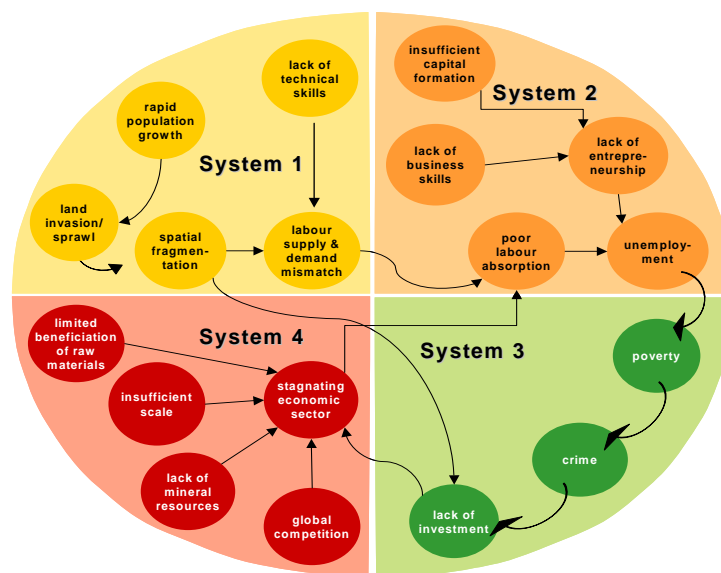 lack of
technical
skills
rapid
population
growth
System 1
land
invasion/
sprawl
spatial
fragmen-
tation
labour
supply &
demand
mismatch
insufficient
capital
formation
System 2
lack of
business
skills
lack of
entrepre-
neurship
poor
labour
absorption
unemploy-
ment
limited
beneficiation
of raw
materials
System 4
insufficient
scale
stagnating
economic
sector
lack of
mineral
resources
global
competition
System 3
poverty
crime
lack of
investment